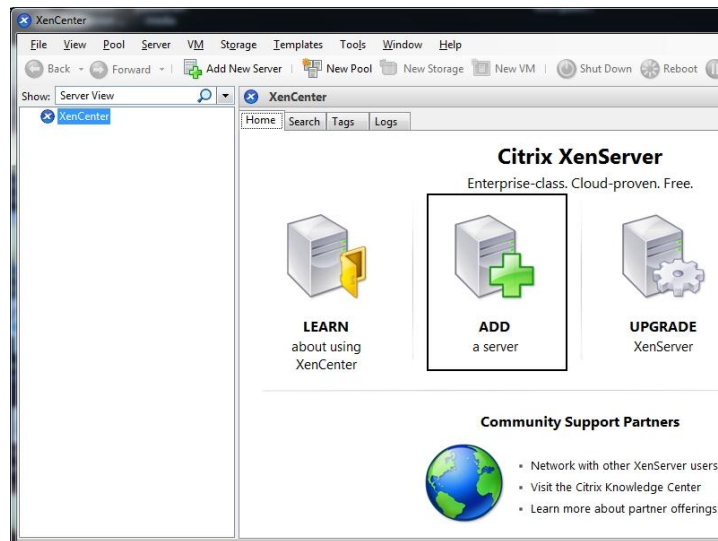 XenCenter
File View Pool Server VM Storage Templates Tools Window Help
Back Forward Add New Server New Pool New Storage New VM Shut Down Reboot
Show: Server View
XenCenter
XenCenter
Home Search Tags Logs
Citrix XenServer
Enterprise-class. Cloud-proven. Free.
LEARN
about using
XenCenter
ADD
a server
UPGRADE
XenServer
Community Support Partners
Network with other XenServer users
Visit the Citrix Knowledge Center
Learn more about partner offerings